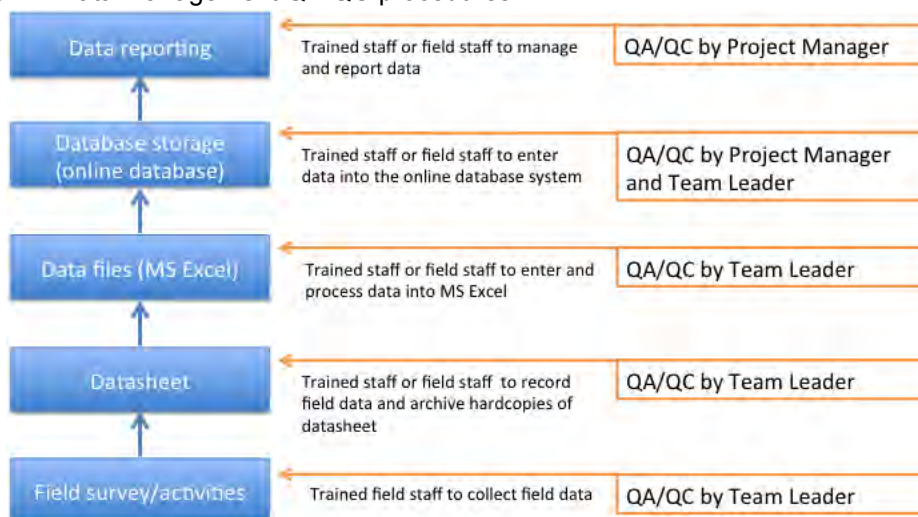 Data reporting
Trained staff or field staff to manage
and report data
QA/QC by Project Manager
Database storage
(online database)
Trained staff or field staff to enter
data into the online database system
QA/QC by Project Manager
and Team Leader
Data files (MS Excel)
Trained staff or field staff to enter and
process data into MS Excel
QA/QC by Team Leader
Datasheet
Trained staff or field staff to record
field data and archive hardcopies of
datasheet
QA/QC by Team Leader
Field survey/activities
Trained field staff to collect field data
QA/QC by Team Leader